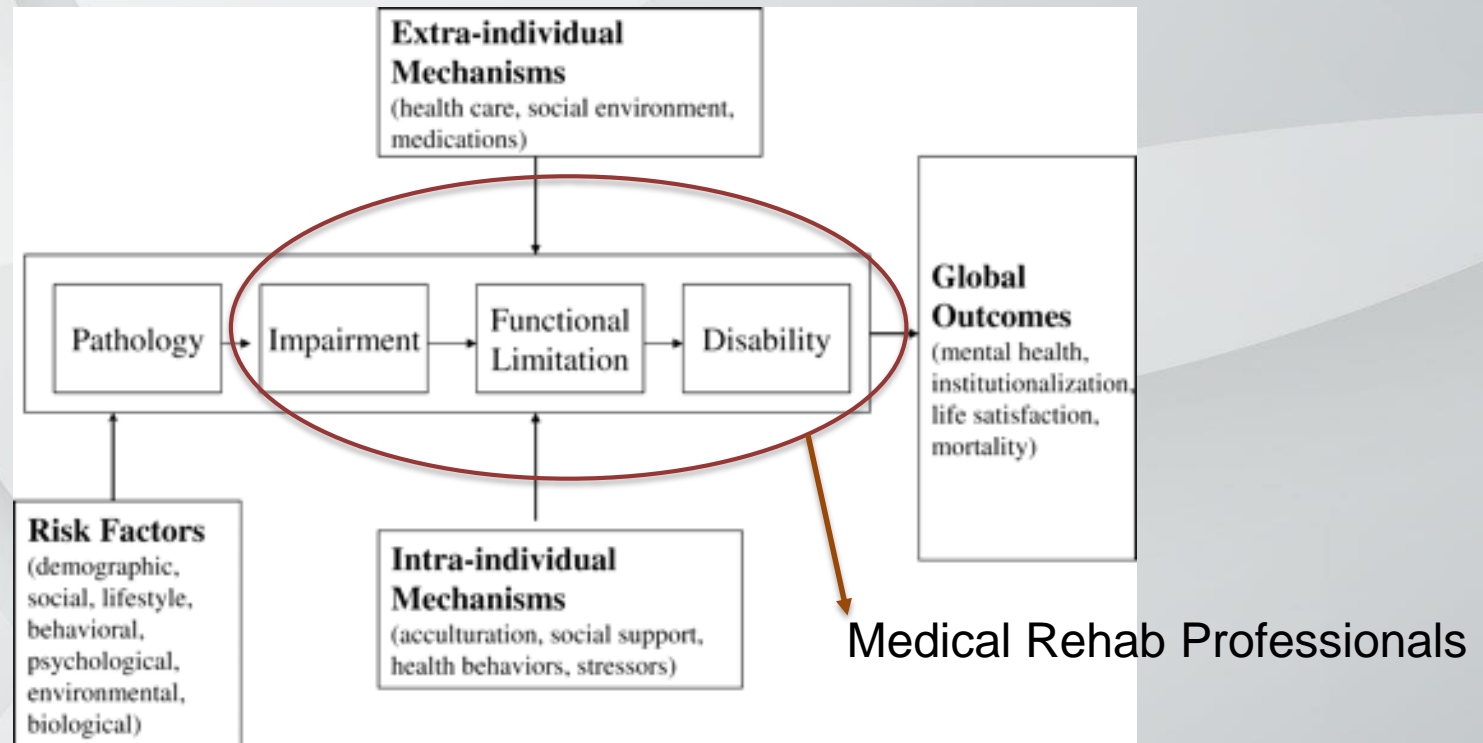 Extra-individual
Mechanisms
(health care, social environment,
medications)
Pathology
Impairment
Functional
Limitation
Disability
Global
Outcomes
(mental health,
institutionalization,
life satisfaction,
mortality)
Risk Factors
(demographic,
social, lifestyle,
behavioral,
psychological,
environmental,
biological)
Intra-individual
Mechanisms
(acculturation, social support,
health behaviors, stressors)
Medical Rehab Professionals